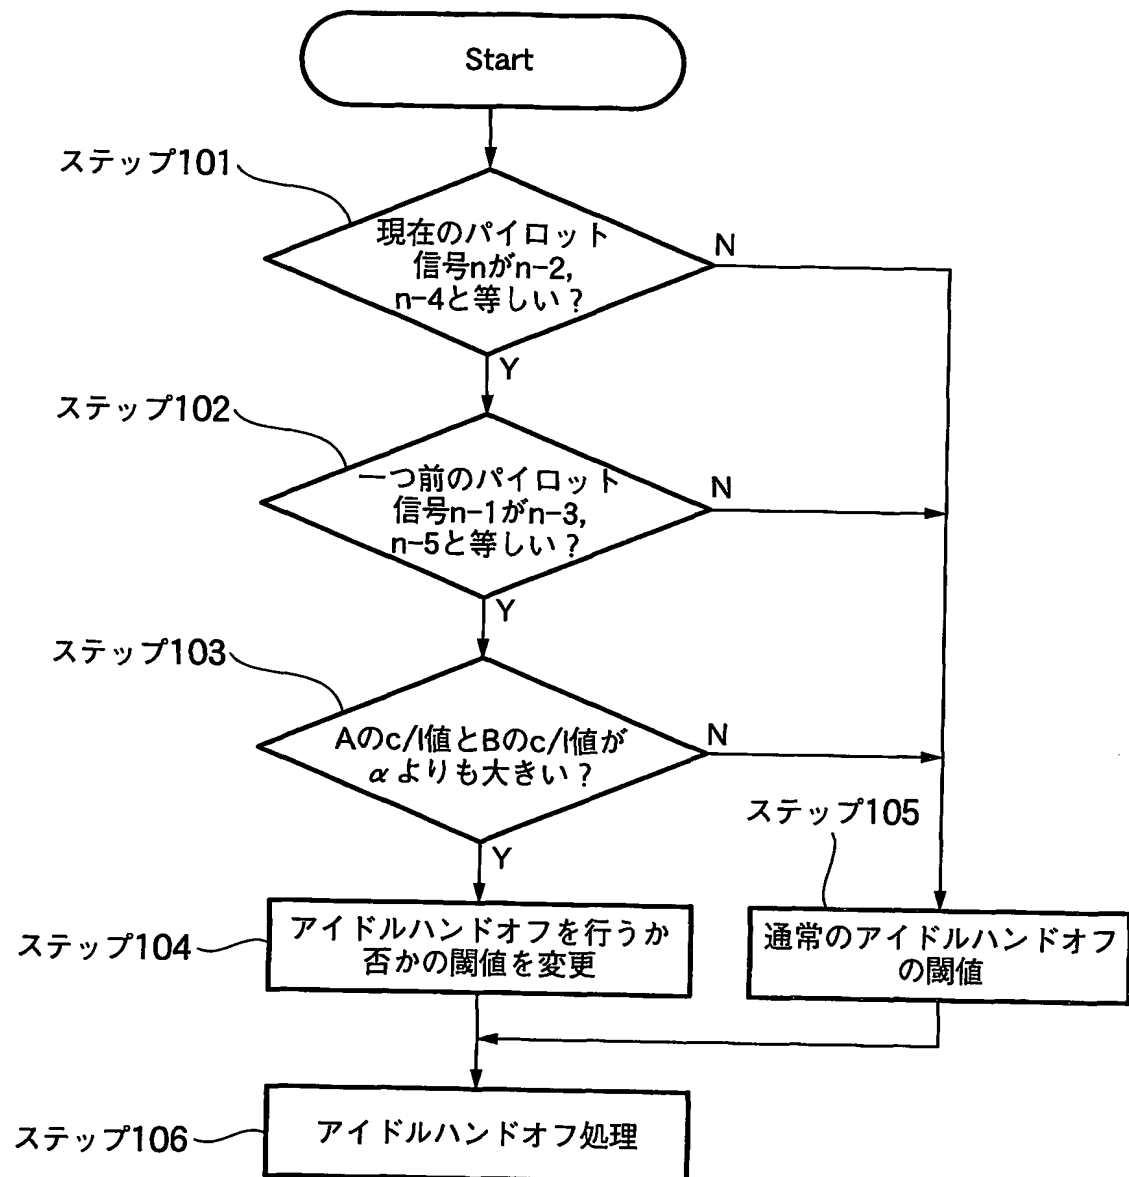 Start
ステップ101
現在のパイロット
信号nがn-2,
n-4と等しい？
N
Y
ステップ102
一つ前のパイロット
信号n-1がn-3,
n-5と等しい？
N
Y
ステップ103
Aのc/I値とBのc/I値が
αよりも大きい？
N
Y
ステップ105
ステップ104
アイドルハンドオフを行うか
否かの閾値を変更
通常のアイドルハンドオフ
の閾値
ステップ106
アイドルハンドオフ処理